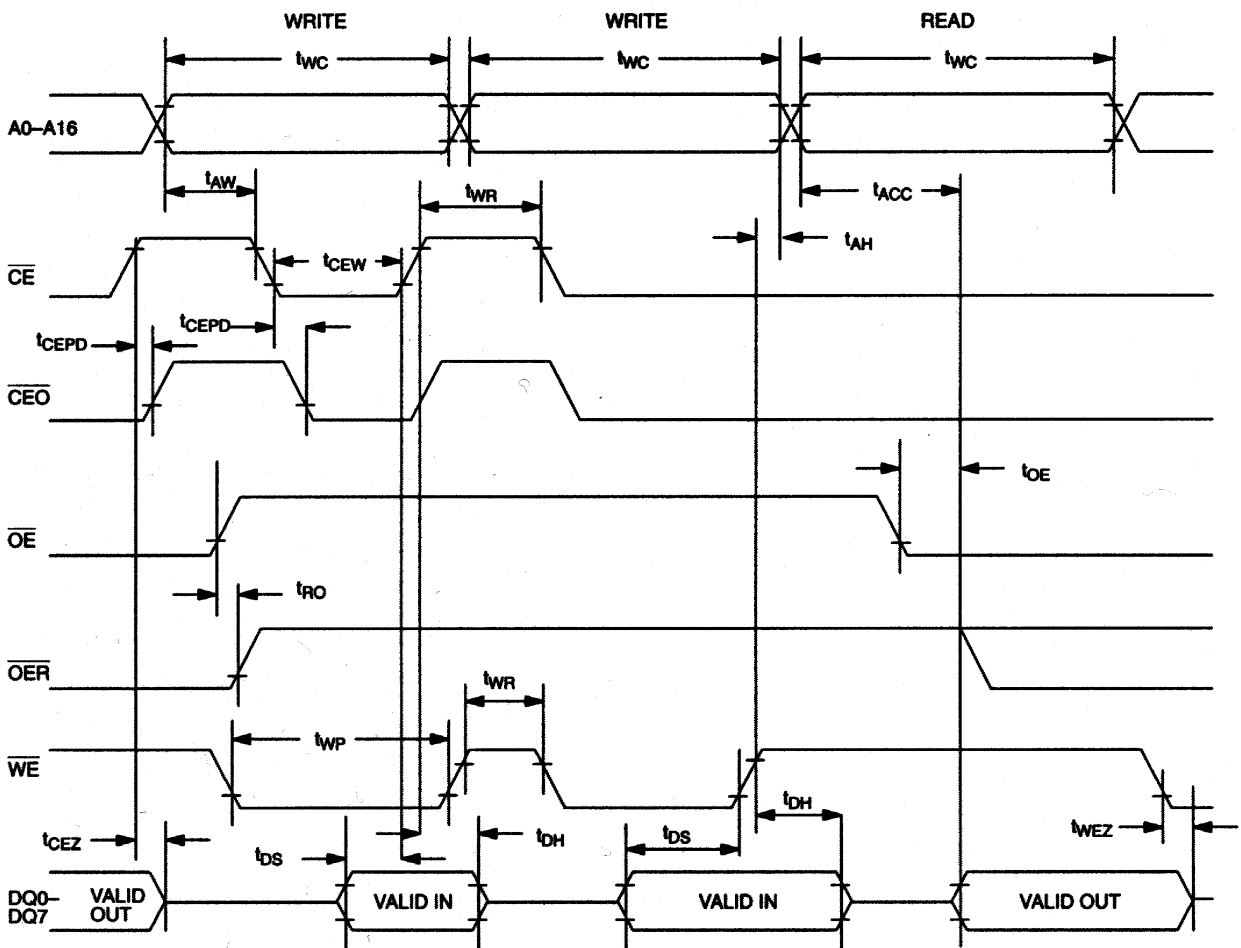 WRITE WRITE READ
tWC tWC tWC
A0–A16
tAW tWR tACC
tAH
CE tCEW
tCEPD tCEPD
CEO
tOE
OE
tRO
OER
tWR
tWP
WE
tDH
tCEZ tDS tDH tDS tWEZ
DQ0–
DQ7
VALID
OUT
VALID IN VALID IN VALID OUT